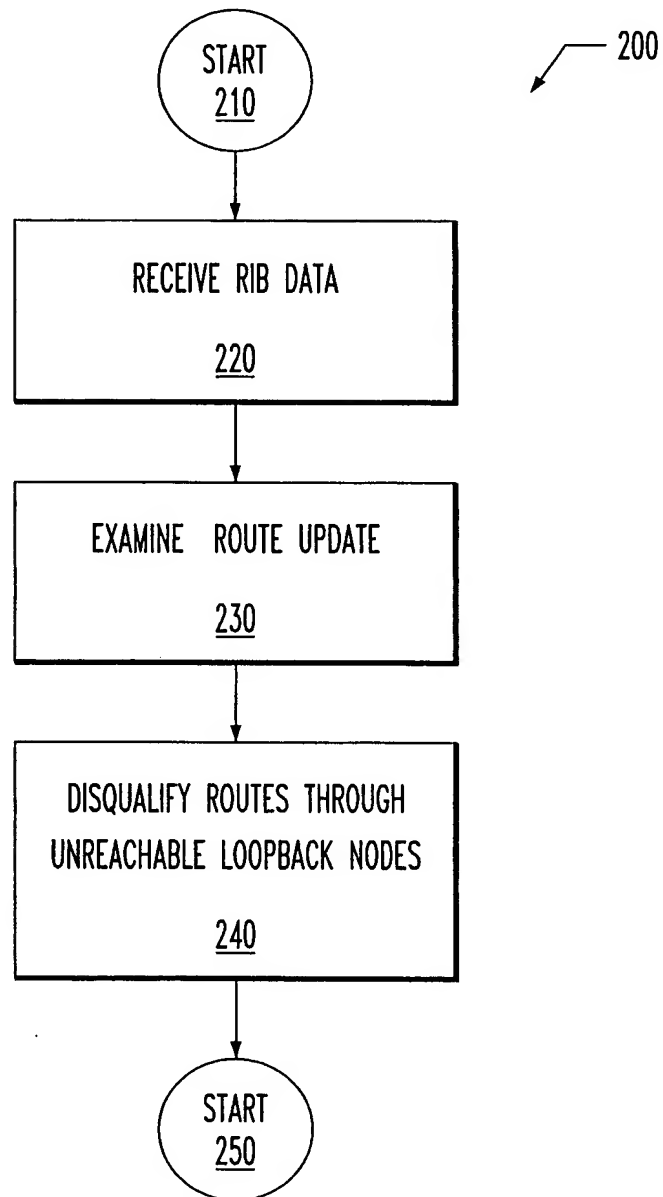 START
210
200
RECEIVE RIB DATA
220
EXAMINE ROUTE UPDATE
230
DISQUALIFY ROUTES THROUGH
UNREACHABLE LOOPBACK NODES
240
START
250